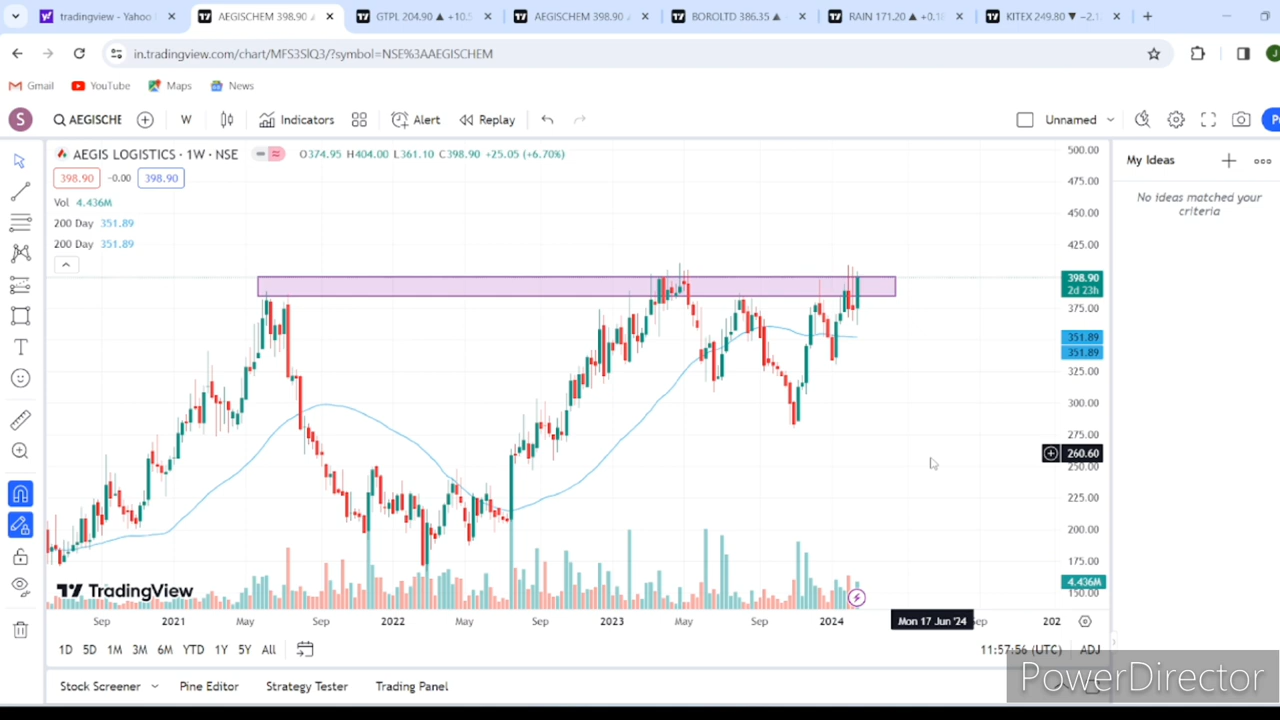 tradingview - Yahoo
AEGISCHEM 398.90
GTPL 204.90 ▲ +10.5
AEGISCHEM 398.90
BOROLTD 386.35 ▲
RAIN 171.20 ▲ +0.18
KITEX 249.80 ▼ −2.1
in.tradingview.com/chart/MFS3SlQ3/?symbol=NSE%3AAEGISCHEM
J
Gmail YouTube Maps News
S AEGISCHE W Indicators Alert Replay Unnamed
AEGIS LOGISTICS · 1W · NSE O374.95 H404.00 L361.10 C398.90 +25.05 (+6.70%)
398.90 -0.00 398.90
Vol 4.436M
200 Day 351.89
200 Day 351.89
500.00
475.00
450.00
425.00
398.90
2d 23h
375.00
351.89
351.89
325.00
300.00
275.00
260.60
250.00
225.00
200.00
175.00
4.436M
150.00
My Ideas
No ideas matched your
criteria
TradingView
Sep 2021 May Sep 2022 May Sep 2023 May Sep 2024 Mon 17 Jun '24 Sep 202
1D 5D 1M 3M 6M YTD 1Y 5Y All 11:57:56 (UTC) ADJ
Stock Screener Pine Editor Strategy Tester Trading Panel
PowerDirector